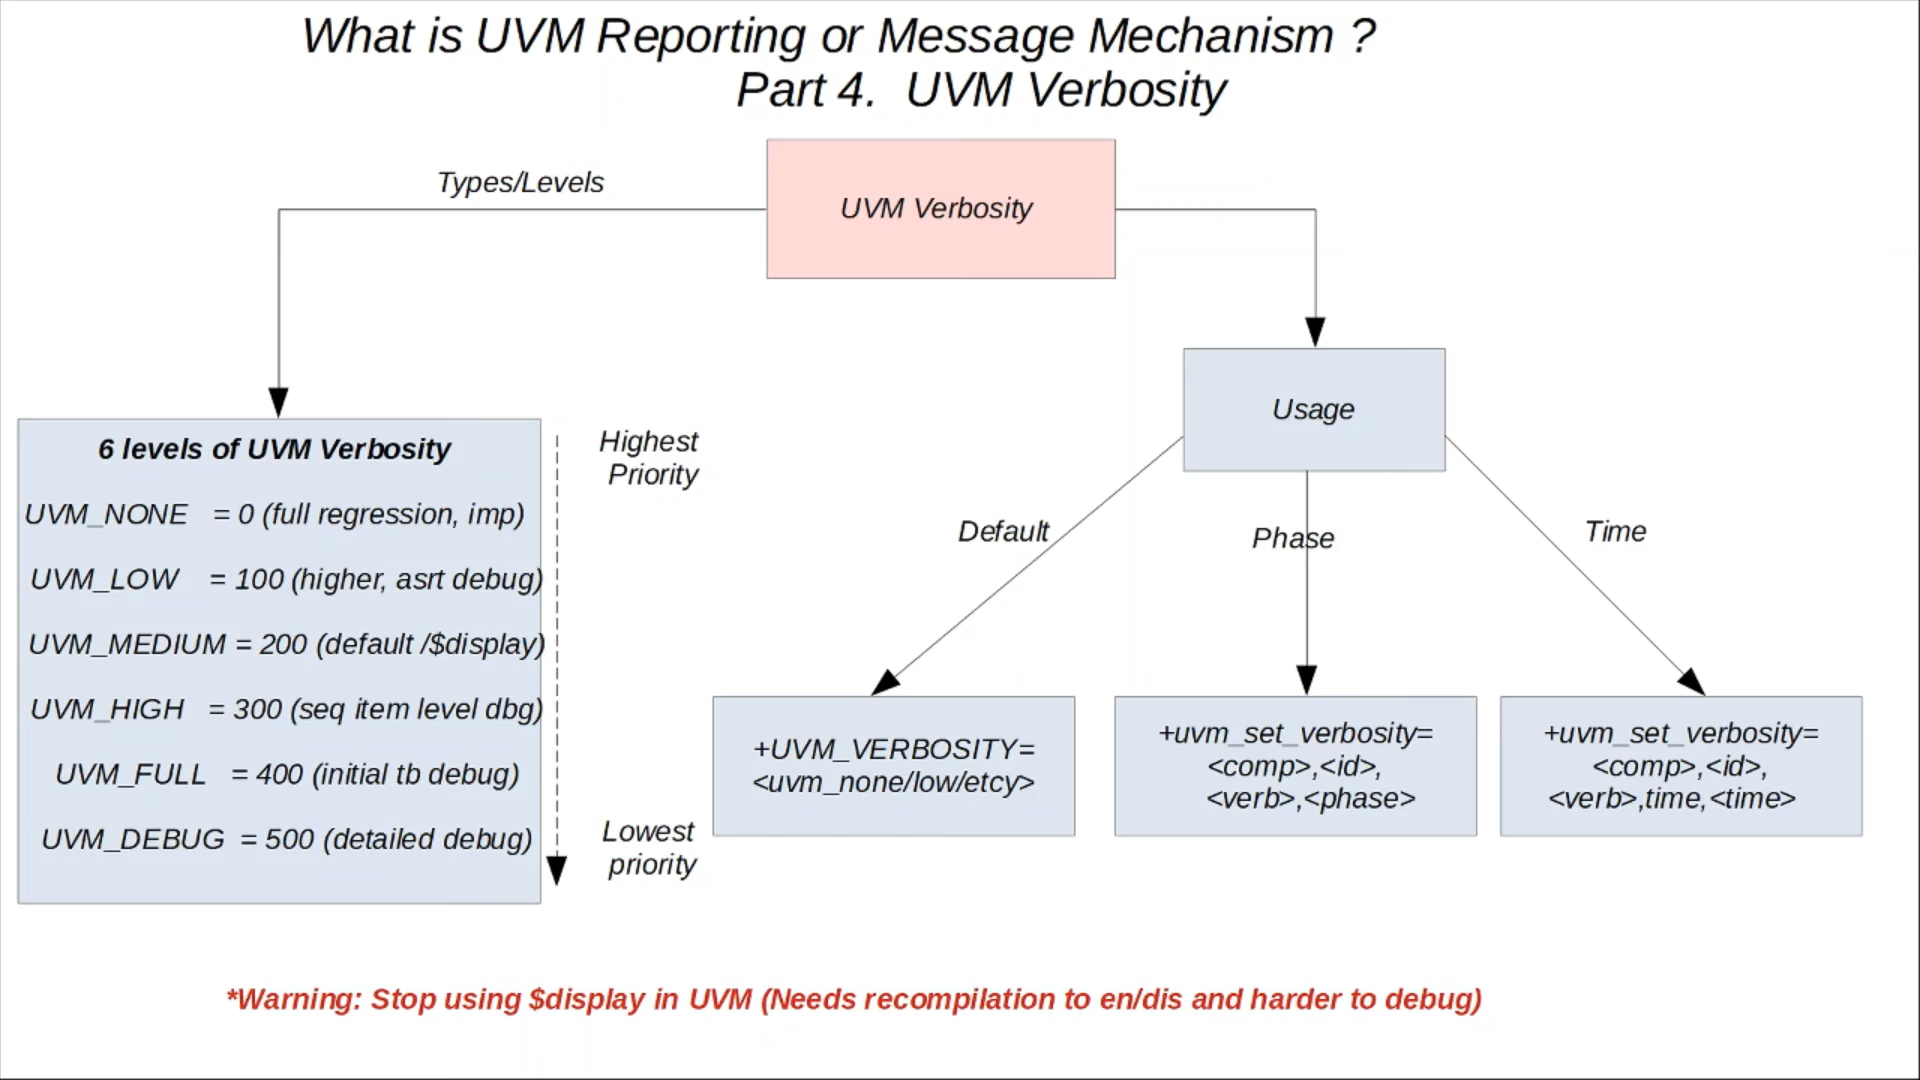 What is UVM Reporting or Message Mechanism ?
Part 4. UVM Verbosity
Types/Levels
UVM Verbosity
Usage
6 levels of UVM Verbosity
UVM_NONE = 0 (full regression, imp)
UVM_LOW = 100 (higher, asrt debug)
UVM_MEDIUM = 200 (default /$display)
UVM_HIGH = 300 (seq item level dbg)
UVM_FULL = 400 (initial tb debug)
UVM_DEBUG = 500 (detailed debug)
Highest
Priority
Lowest
priority
Default
Phase
Time
+UVM_VERBOSITY=
<uvm_none/low/etcy>
+uvm_set_verbosity=
<comp>,<id>,
<verb>,<phase>
+uvm_set_verbosity=
<comp>,<id>,
<verb>,time,<time>
*Warning: Stop using $display in UVM (Needs recompilation to en/dis and harder to debug)